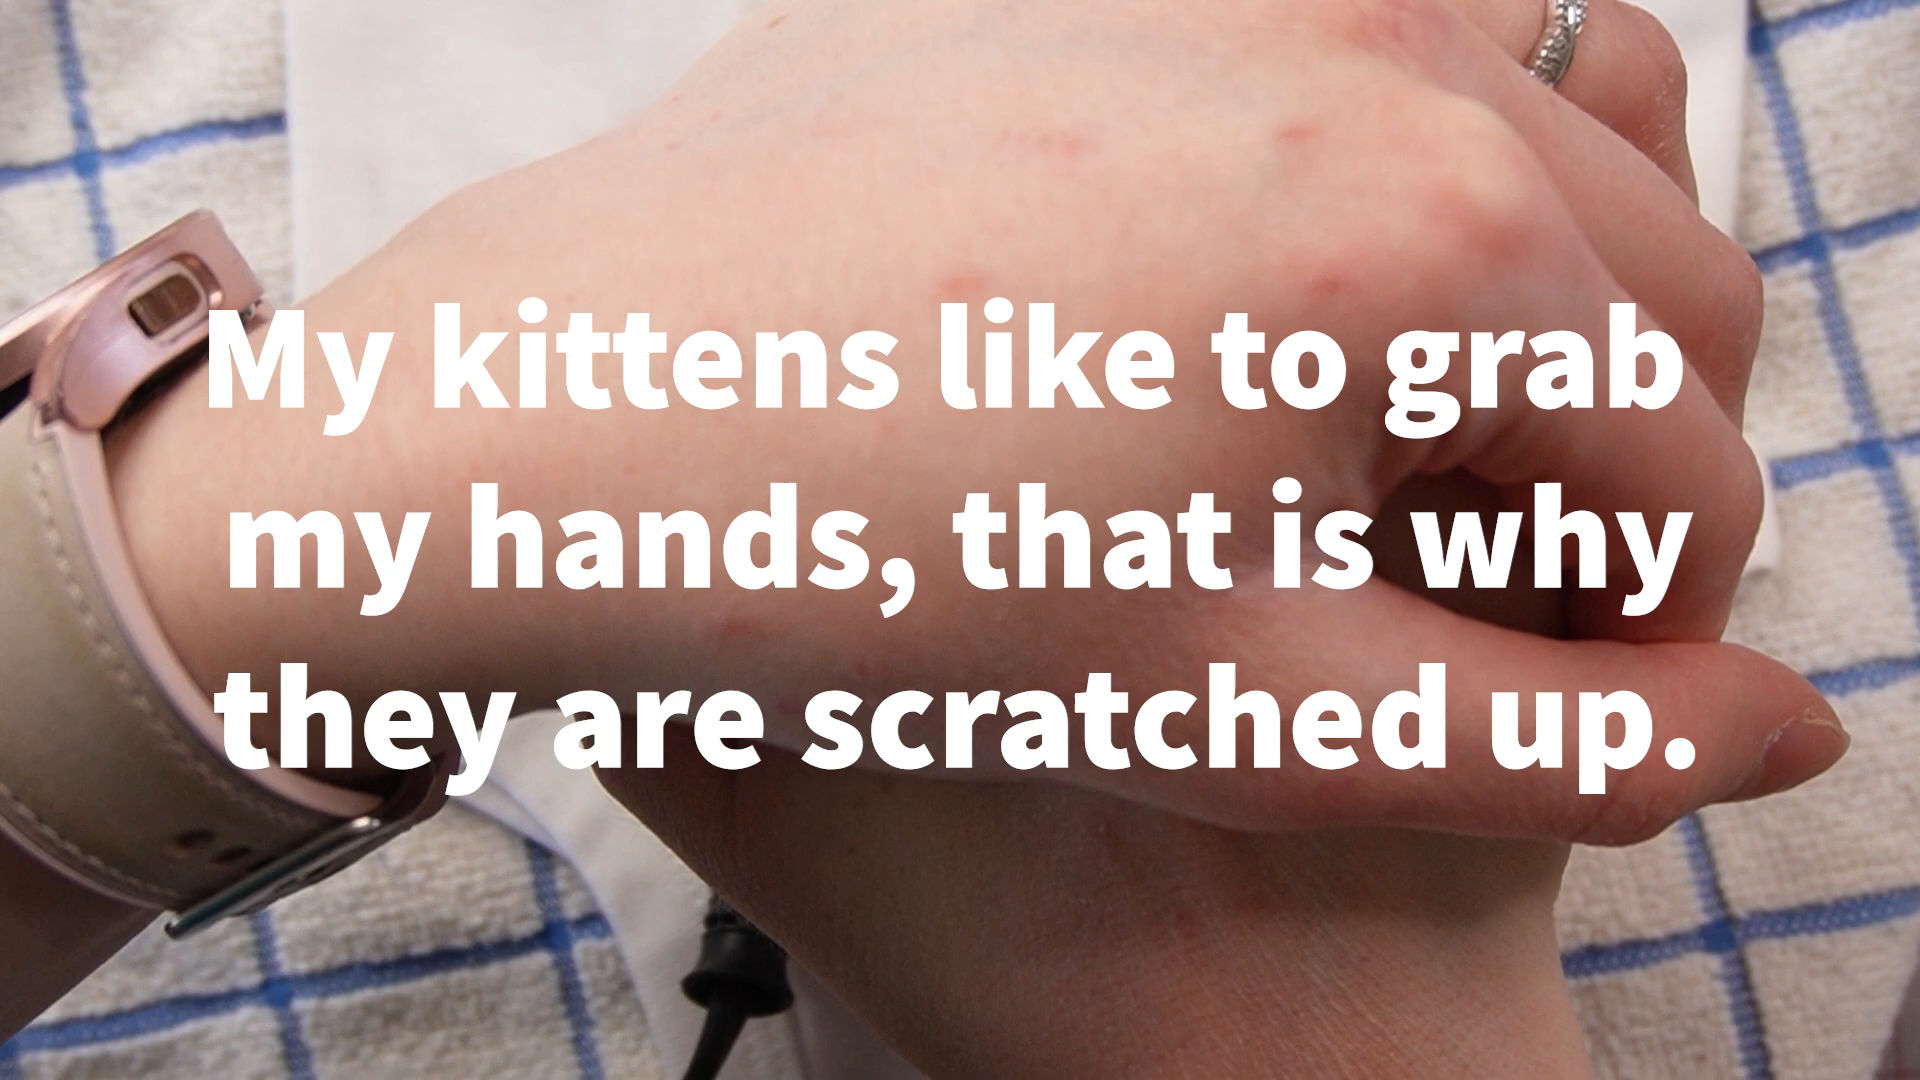 My kittens like to grab
my hands, that is why
they are scratched up.